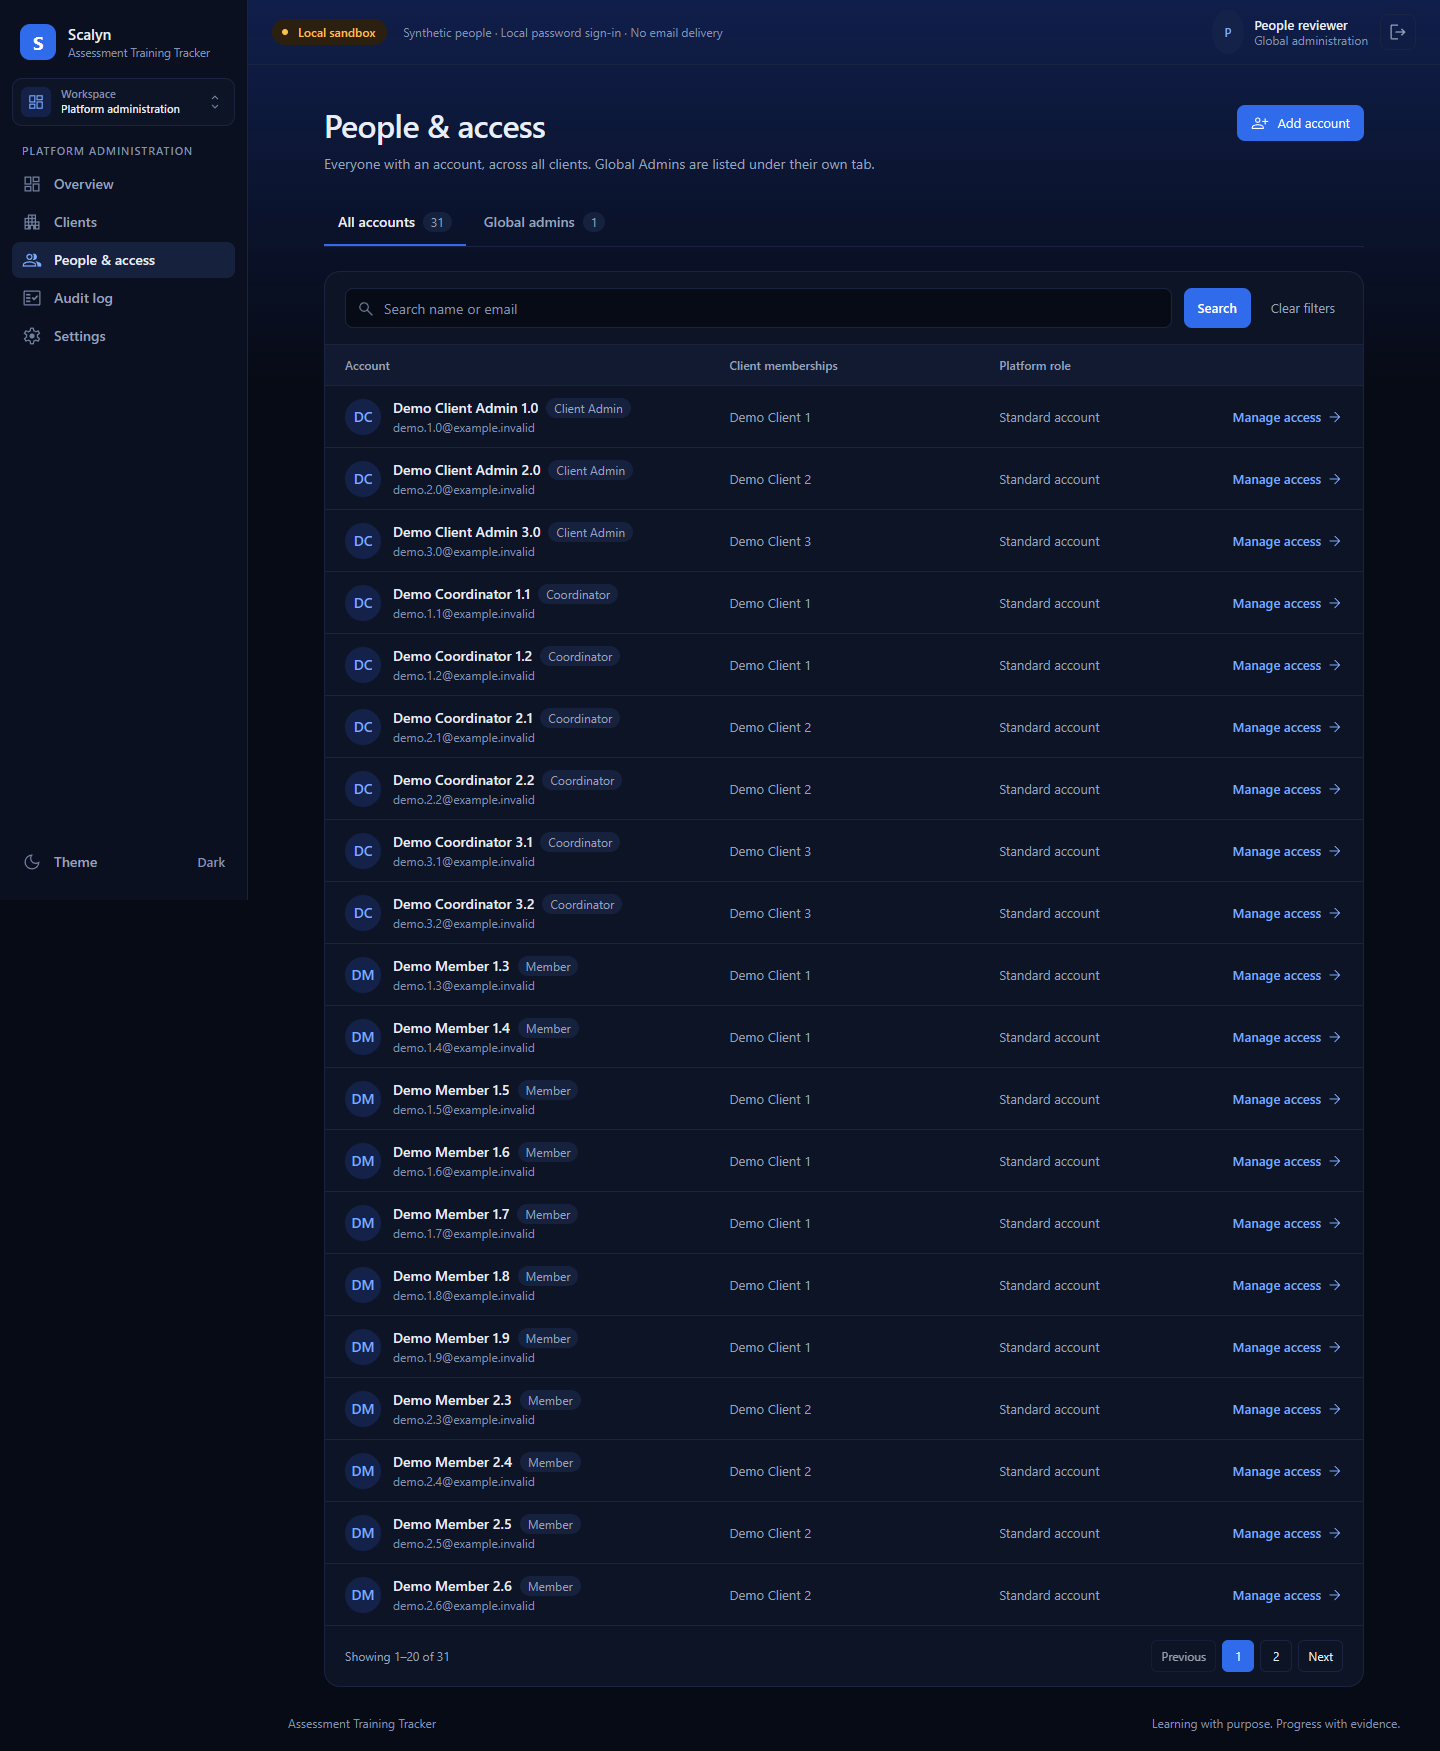 S
Scalyn
Assessment Training Tracker
Workspace
Platform administration
PLATFORM ADMINISTRATION
Overview
Clients
People & access
Audit log
Settings
Theme Dark
Local sandbox Synthetic people · Local password sign-in · No email delivery
P
People reviewer
Global administration
People & access
Add account
Everyone with an account, across all clients. Global Admins are listed under their own tab.
All accounts 31 Global admins 1
Search name or email Search Clear filters
Account Client memberships Platform role
DC Demo Client Admin 1.0 Client Admin
demo.1.0@example.invalid
Demo Client 1 Standard account Manage access
DC Demo Client Admin 2.0 Client Admin
demo.2.0@example.invalid
Demo Client 2 Standard account Manage access
DC Demo Client Admin 3.0 Client Admin
demo.3.0@example.invalid
Demo Client 3 Standard account Manage access
DC Demo Coordinator 1.1 Coordinator
demo.1.1@example.invalid
Demo Client 1 Standard account Manage access
DC Demo Coordinator 1.2 Coordinator
demo.1.2@example.invalid
Demo Client 1 Standard account Manage access
DC Demo Coordinator 2.1 Coordinator
demo.2.1@example.invalid
Demo Client 2 Standard account Manage access
DC Demo Coordinator 2.2 Coordinator
demo.2.2@example.invalid
Demo Client 2 Standard account Manage access
DC Demo Coordinator 3.1 Coordinator
demo.3.1@example.invalid
Demo Client 3 Standard account Manage access
DC Demo Coordinator 3.2 Coordinator
demo.3.2@example.invalid
Demo Client 3 Standard account Manage access
DM Demo Member 1.3 Member
demo.1.3@example.invalid
Demo Client 1 Standard account Manage access
DM Demo Member 1.4 Member
demo.1.4@example.invalid
Demo Client 1 Standard account Manage access
DM Demo Member 1.5 Member
demo.1.5@example.invalid
Demo Client 1 Standard account Manage access
DM Demo Member 1.6 Member
demo.1.6@example.invalid
Demo Client 1 Standard account Manage access
DM Demo Member 1.7 Member
demo.1.7@example.invalid
Demo Client 1 Standard account Manage access
DM Demo Member 1.8 Member
demo.1.8@example.invalid
Demo Client 1 Standard account Manage access
DM Demo Member 1.9 Member
demo.1.9@example.invalid
Demo Client 1 Standard account Manage access
DM Demo Member 2.3 Member
demo.2.3@example.invalid
Demo Client 2 Standard account Manage access
DM Demo Member 2.4 Member
demo.2.4@example.invalid
Demo Client 2 Standard account Manage access
DM Demo Member 2.5 Member
demo.2.5@example.invalid
Demo Client 2 Standard account Manage access
DM Demo Member 2.6 Member
demo.2.6@example.invalid
Demo Client 2 Standard account Manage access
Showing 1–20 of 31 Previous 1 2 Next
Assessment Training Tracker Learning with purpose. Progress with evidence.